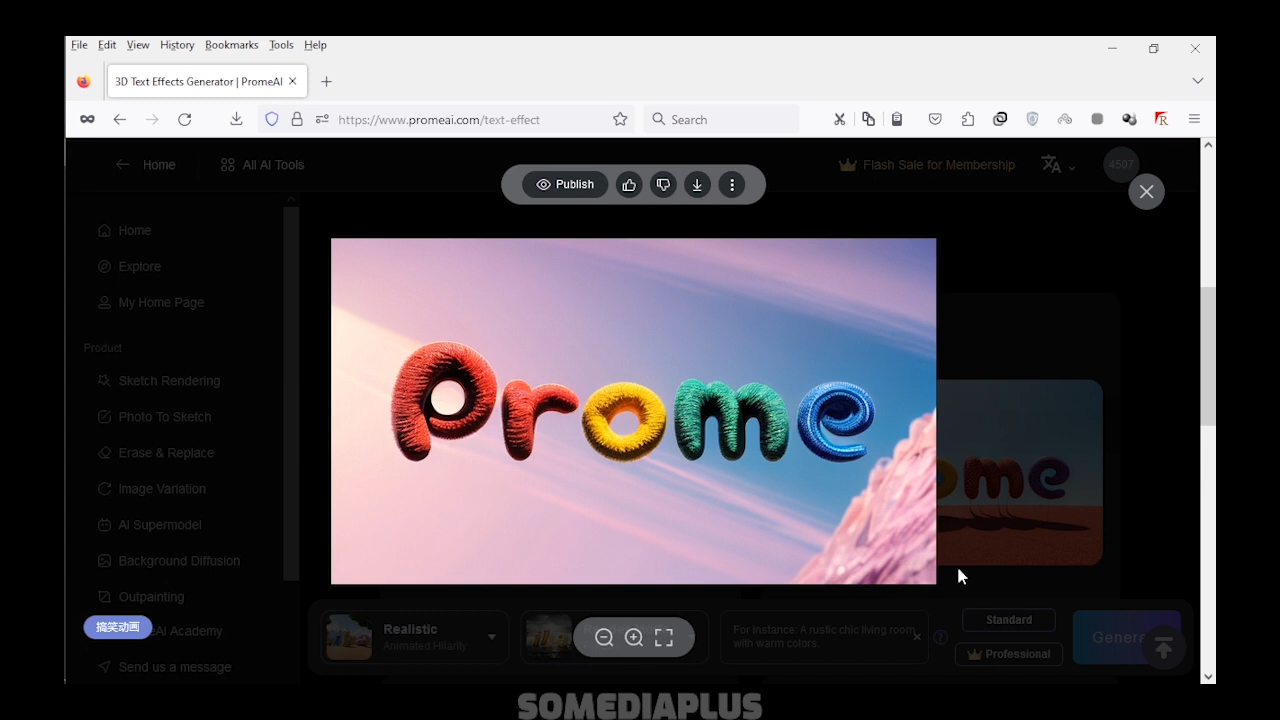 File Edit View History Bookmarks Tools Help
3D Text Effects Generator | PromeAI
https://www.promeai.com/text-effect
Search
Home
All AI Tools
Publish
Flash Sale for Membership
4507
Home
Explore
My Home Page
Product
Sketch Rendering
Photo To Sketch
Erase & Replace
Image Variation
AI Supermodel
Background Diffusion
Outpainting
搞笑动画
AI Academy
Send us a message
Prome
ome
Realistic
Animated Hilarity
For instance: A rustic chic living room
with warm colors.
Standard
Professional
Genera
SOMEDIAPLUS